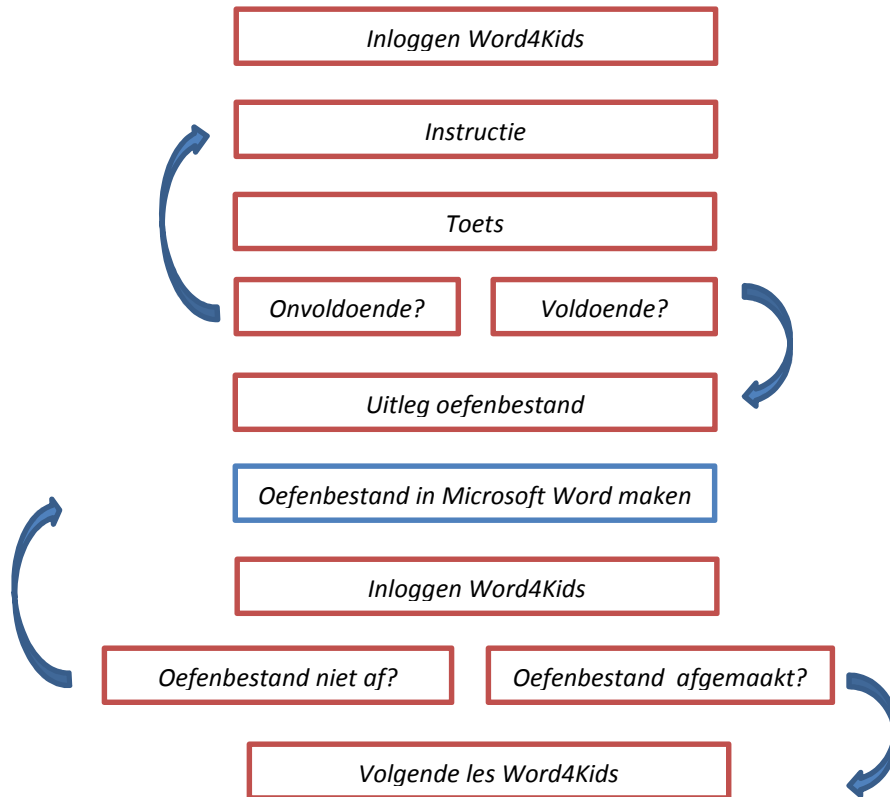 Inloggen Word4Kids
Instructie
Toets
Onvoldoende?
Voldoende?
Uitleg oefenbestand
Oefenbestand in Microsoft Word maken
Inloggen Word4Kids
Oefenbestand niet af?
Oefenbestand afgemaakt?
Volgende les Word4Kids